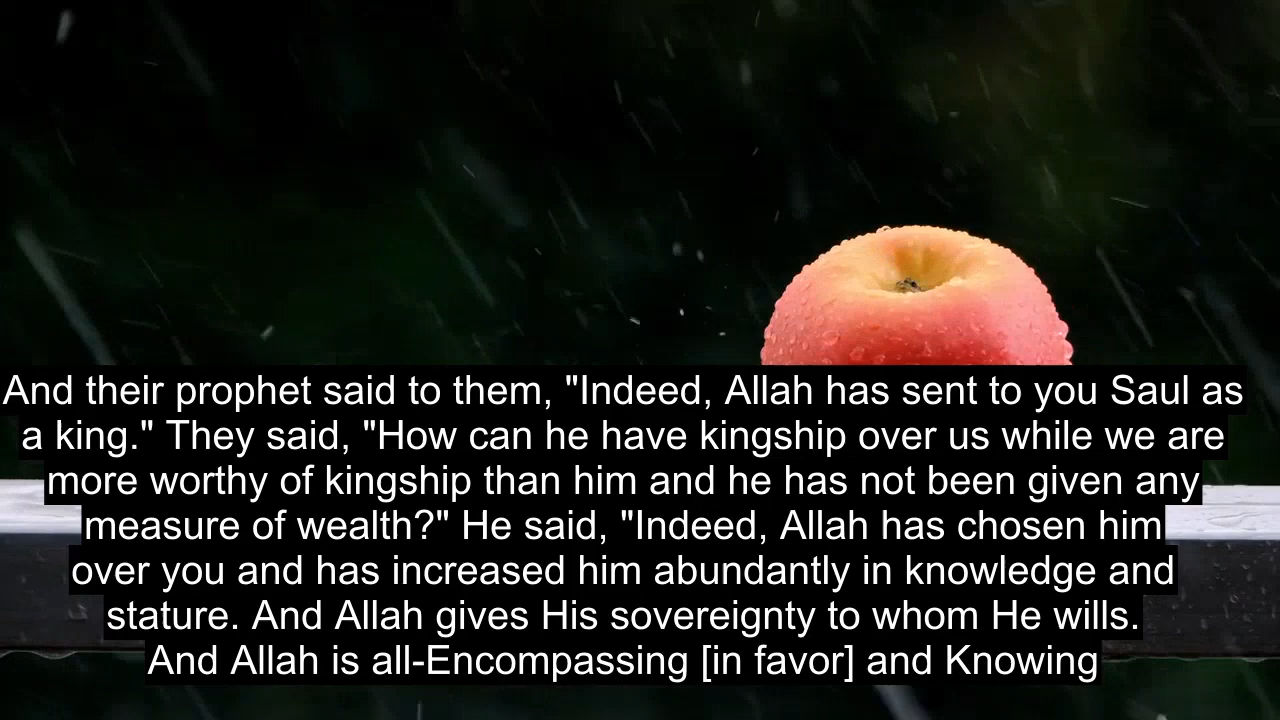 And their prophet said to them, "Indeed, Allah has sent to you Saul as
a king." They said, "How can he have kingship over us while we are
more worthy of kingship than him and he has not been given any
measure of wealth?" He said, "Indeed, Allah has chosen him
over you and has increased him abundantly in knowledge and
stature. And Allah gives His sovereignty to whom He wills.
And Allah is all-Encompassing [in favor] and Knowing